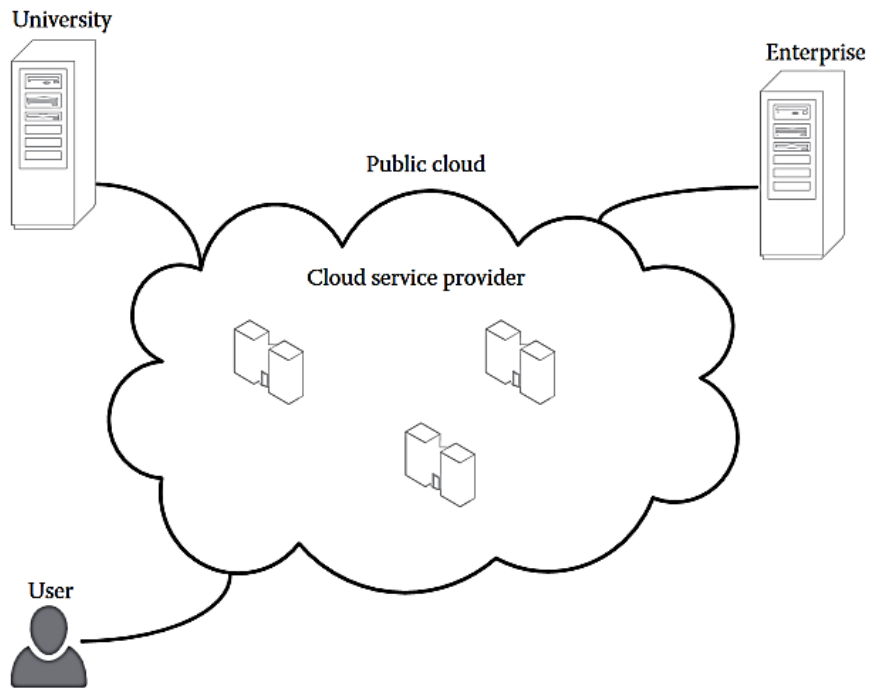 University
Enterprise
Public cloud
Cloud service provider
User